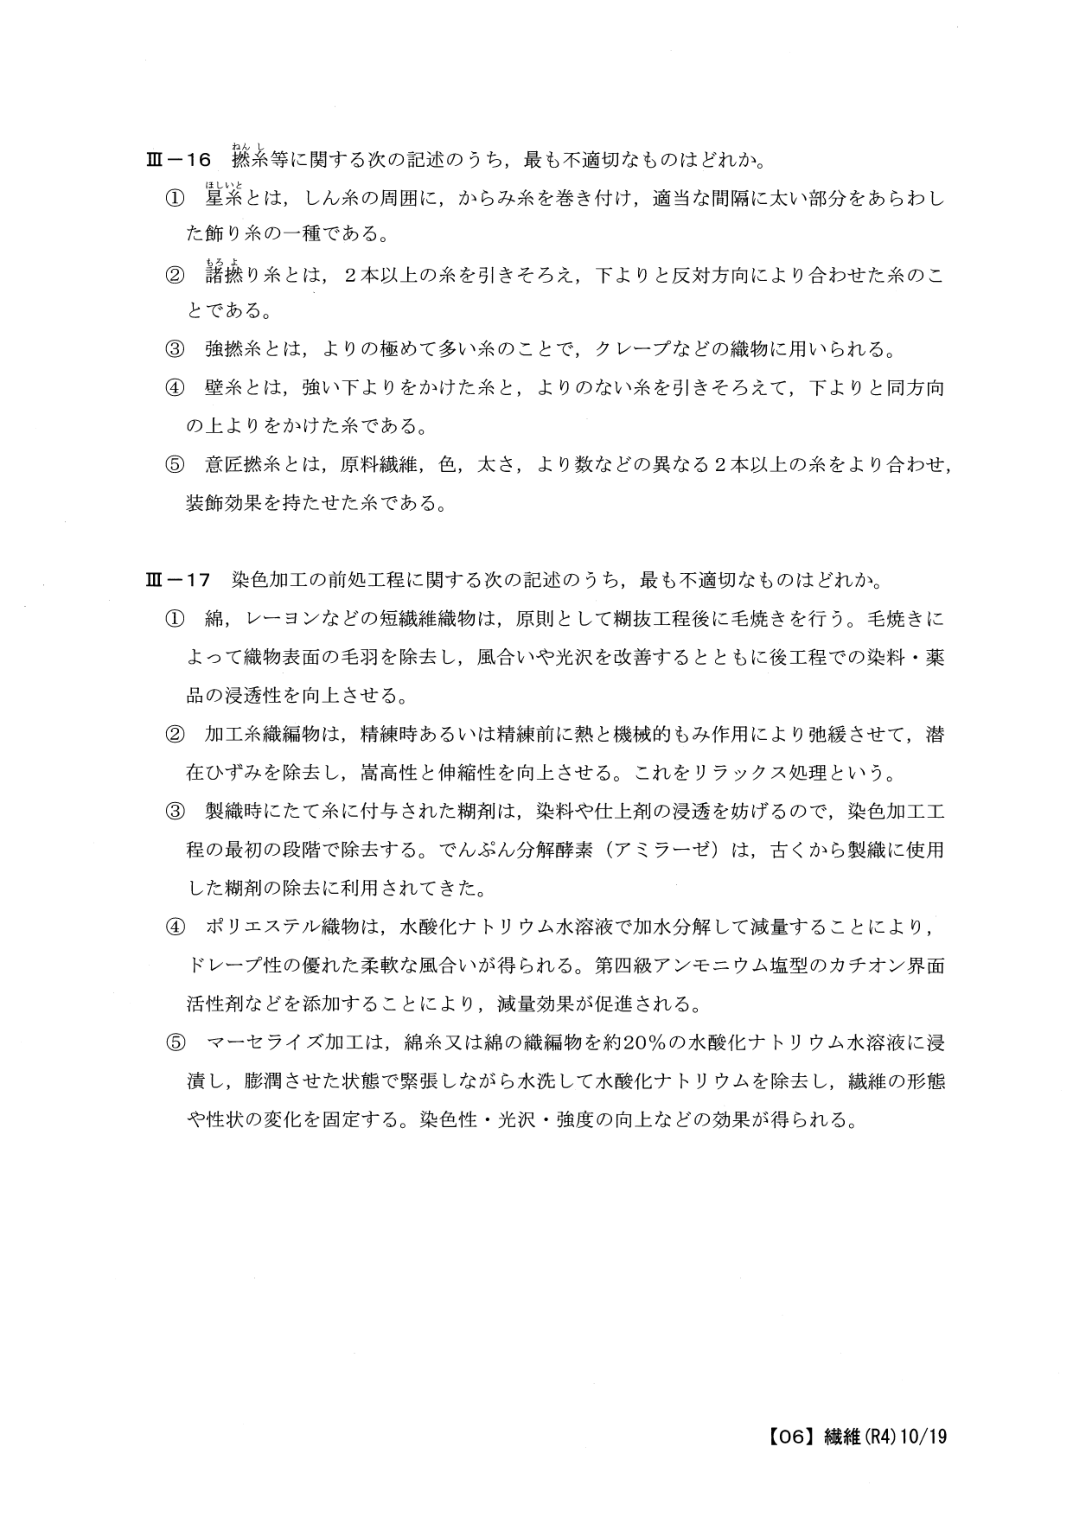 Ⅲ－16　撚糸等に関する次の記述のうち，最も不適切なものはどれか。
①　星糸とは，しん糸の周囲に，からみ糸を巻き付け，適当な間隔に太い部分をあらわし
た飾り糸の一種である。
②　諸撚り糸とは，２本以上の糸を引きそろえ，下よりと反対方向により合わせた糸のこ
とである。
③　強撚糸とは，よりの極めて多い糸のことで，クレープなどの織物に用いられる。
④　壁糸とは，強い下よりをかけた糸と，よりのない糸を引きそろえて，下よりと同方向
の上よりをかけた糸である。
⑤　意匠撚糸とは，原料繊維，色，太さ，より数などの異なる２本以上の糸をより合わせ，
装飾効果を持たせた糸である。
Ⅲ－17　染色加工の前処工程に関する次の記述のうち，最も不適切なものはどれか。
①　綿，レーヨンなどの短繊維織物は，原則として糊抜工程後に毛焼きを行う。毛焼きに
よって織物表面の毛羽を除去し，風合いや光沢を改善するとともに後工程での染料・薬
品の浸透性を向上させる。
②　加工糸織編物は，精練時あるいは精練前に熱と機械的もみ作用により弛緩させて，潜
在ひずみを除去し，嵩高性と伸縮性を向上させる。これをリラックス処理という。
③　製織時にたて糸に付与された糊剤は，染料や仕上剤の浸透を妨げるので，染色加工工
程の最初の段階で除去する。でんぷん分解酵素（アミラーゼ）は，古くから製織に使用
した糊剤の除去に利用されてきた。
④　ポリエステル織物は，水酸化ナトリウム水溶液で加水分解して減量することにより，
ドレープ性の優れた柔軟な風合いが得られる。第四級アンモニウム塩型のカチオン界面
活性剤などを添加することにより，減量効果が促進される。
⑤　マーセライズ加工は，綿糸又は綿の織編物を約20％の水酸化ナトリウム水溶液に浸
漬し，膨潤させた状態で緊張しながら水洗して水酸化ナトリウムを除去し，繊維の形態
や性状の変化を固定する。染色性・光沢・強度の向上などの効果が得られる。
【06】繊維(R4)10/19